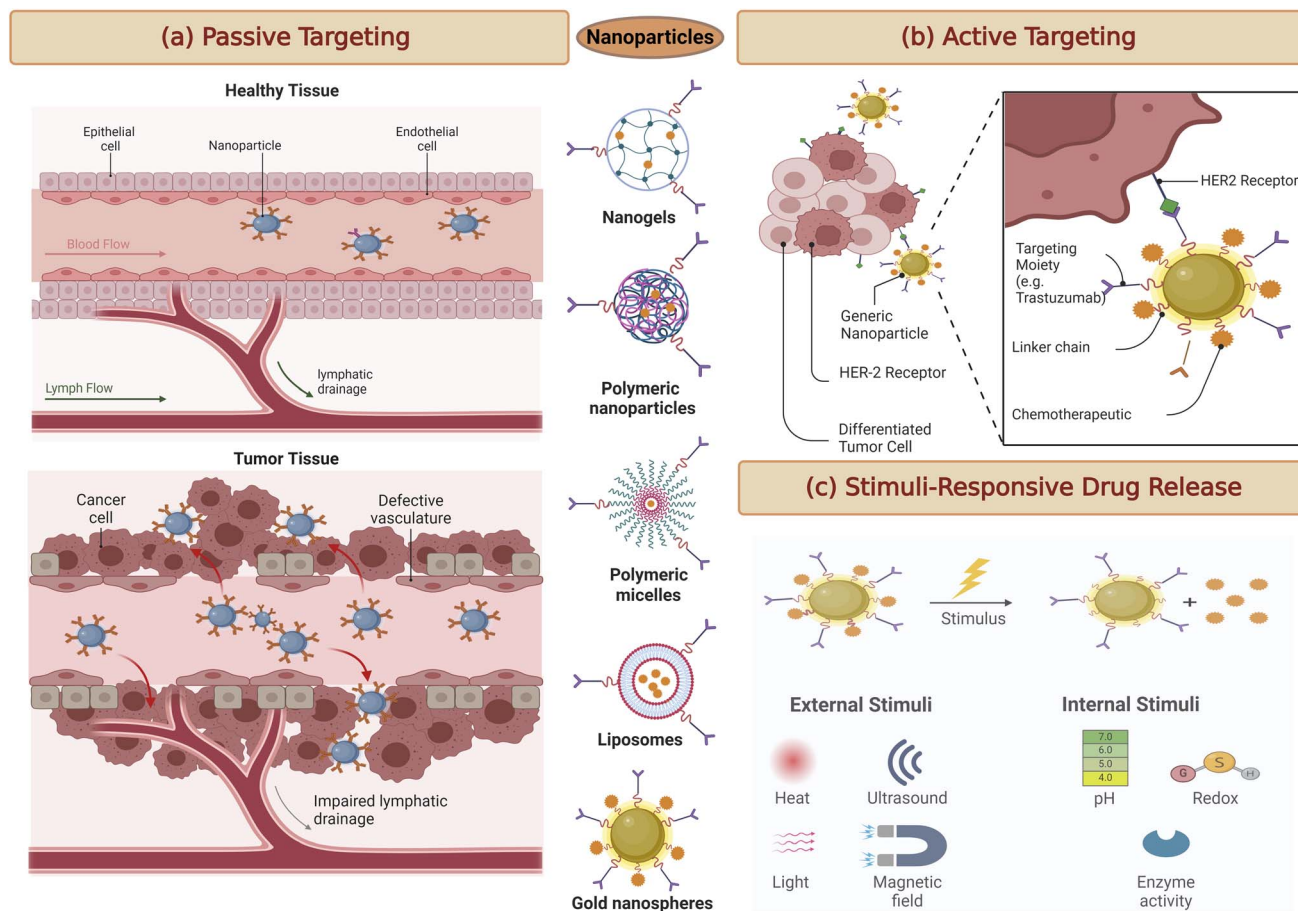 (a) Passive Targeting
Healthy Tissue
Epithelial
cell
Nanoparticle
Endothelial
cell
Blood Flow
Lymph Flow
lymphatic
drainage
Tumor Tissue
Cancer
cell
Defective
vasculature
Impaired lymphatic
drainage
Nanoparticles
Nanogels
Polymeric
nanoparticles
Polymeric
micelles
Liposomes
Gold nanospheres
(b) Active Targeting
Generic
Nanoparticle
HER-2 Receptor
Differentiated
Tumor Cell
HER2 Receptor
Targeting
Moiety
(e.g.
Trastuzumab)
Linker chain
Chemotherapeutic
(c) Stimuli-Responsive Drug Release
Stimulus
+
External Stimuli
Heat
Ultrasound
Light
Magnetic
field
Internal Stimuli
7.0
6.0
5.0
4.0
pH
G S H
Redox
Enzyme
activity